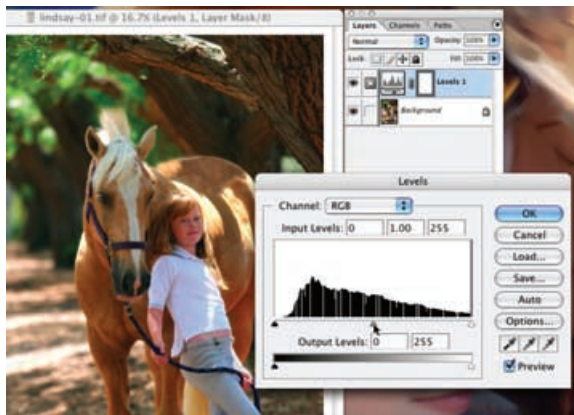 lindsay-01.tif @ 16.7% (Levels 1, Layer Mask/8)
Layers Channels Paths
Normal Opacity: 100%
Lock: Fill: 100%
Levels 1
Background
Levels
Channel: RGB
Input Levels: 0 1.00 255
Output Levels: 0 255
OK
Cancel
Load...
Save...
Auto
Options...
Preview